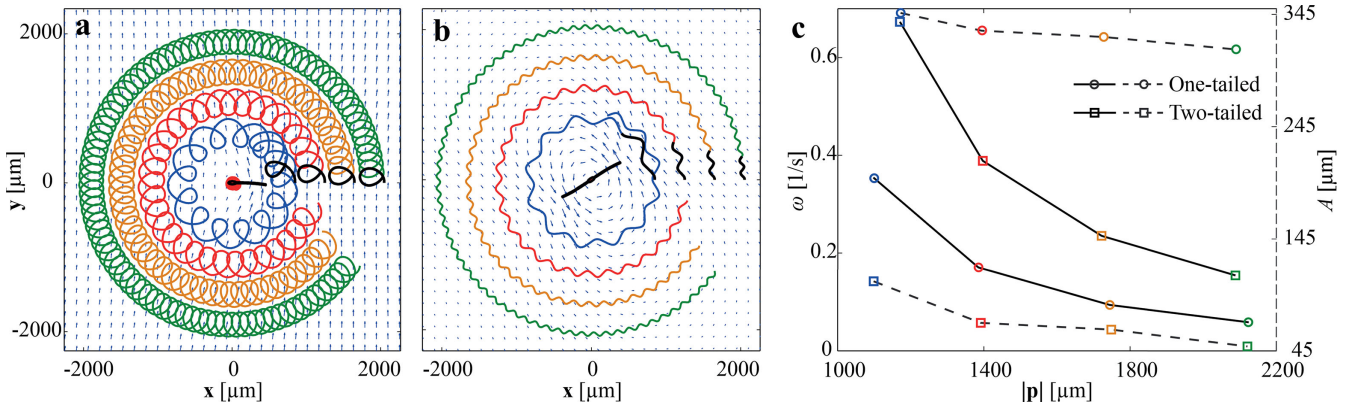 a
2000
0
-2000
y [µm]
-2000
0
2000
x [µm]
b
-2000
0
2000
x [µm]
c
0.6
0.4
0.2
0
ω [1/s]
One-tailed
Two-tailed
345
245
145
45
A [µm]
1000
1400
1800
2200
|p| [µm]